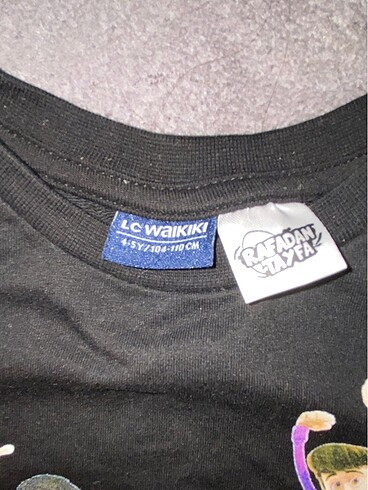 LC WAIKIKI
4-5Y/104-110 CM
RAFADAN
TAYFA